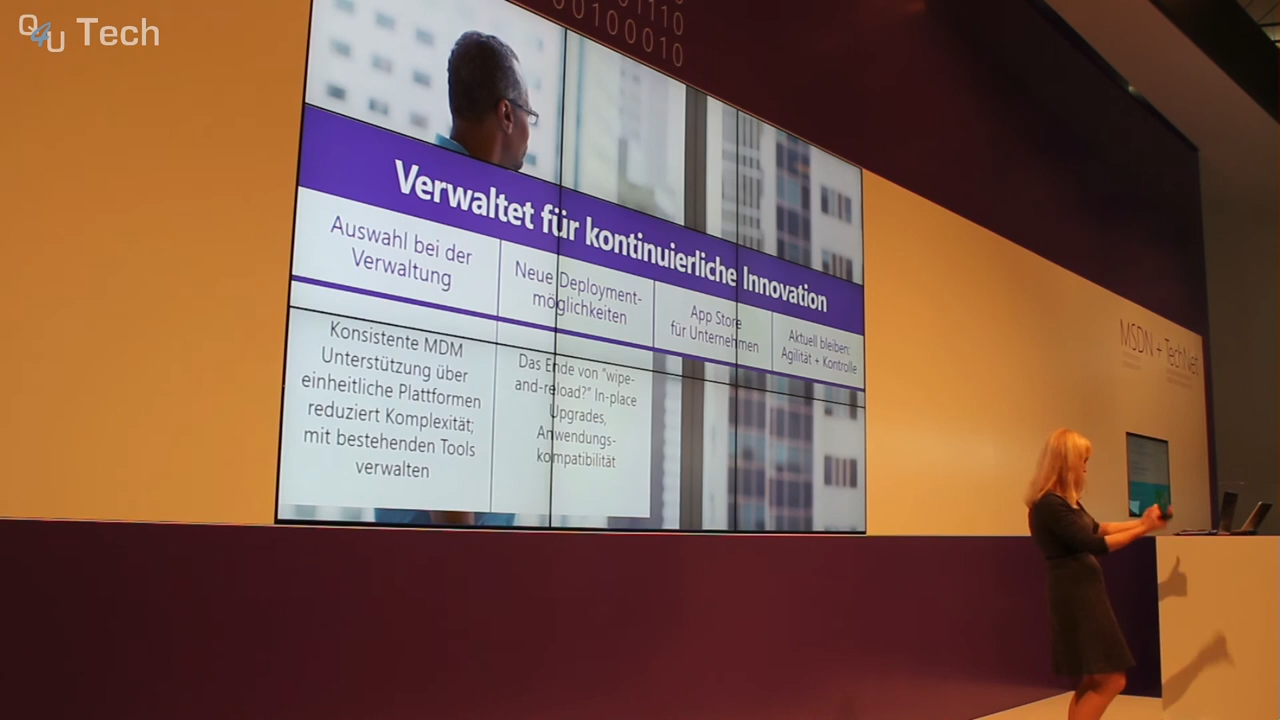 Q4U Tech
01110
00100010
Verwaltet für kontinuierliche Innovation
Auswahl bei der
Verwaltung
Neue Deployment-
möglichkeiten
App Store
für Unternehmen
Aktuell bleiben:
Agilität + Kontrolle
Konsistente MDM
Unterstützung über
einheitliche Plattformen
reduziert Komplexität;
mit bestehenden Tools
verwalten
Das Ende von "wipe-
and-reload?" In-place
Upgrades,
Anwendungs-
kompatibilität
MSDN + TechNet